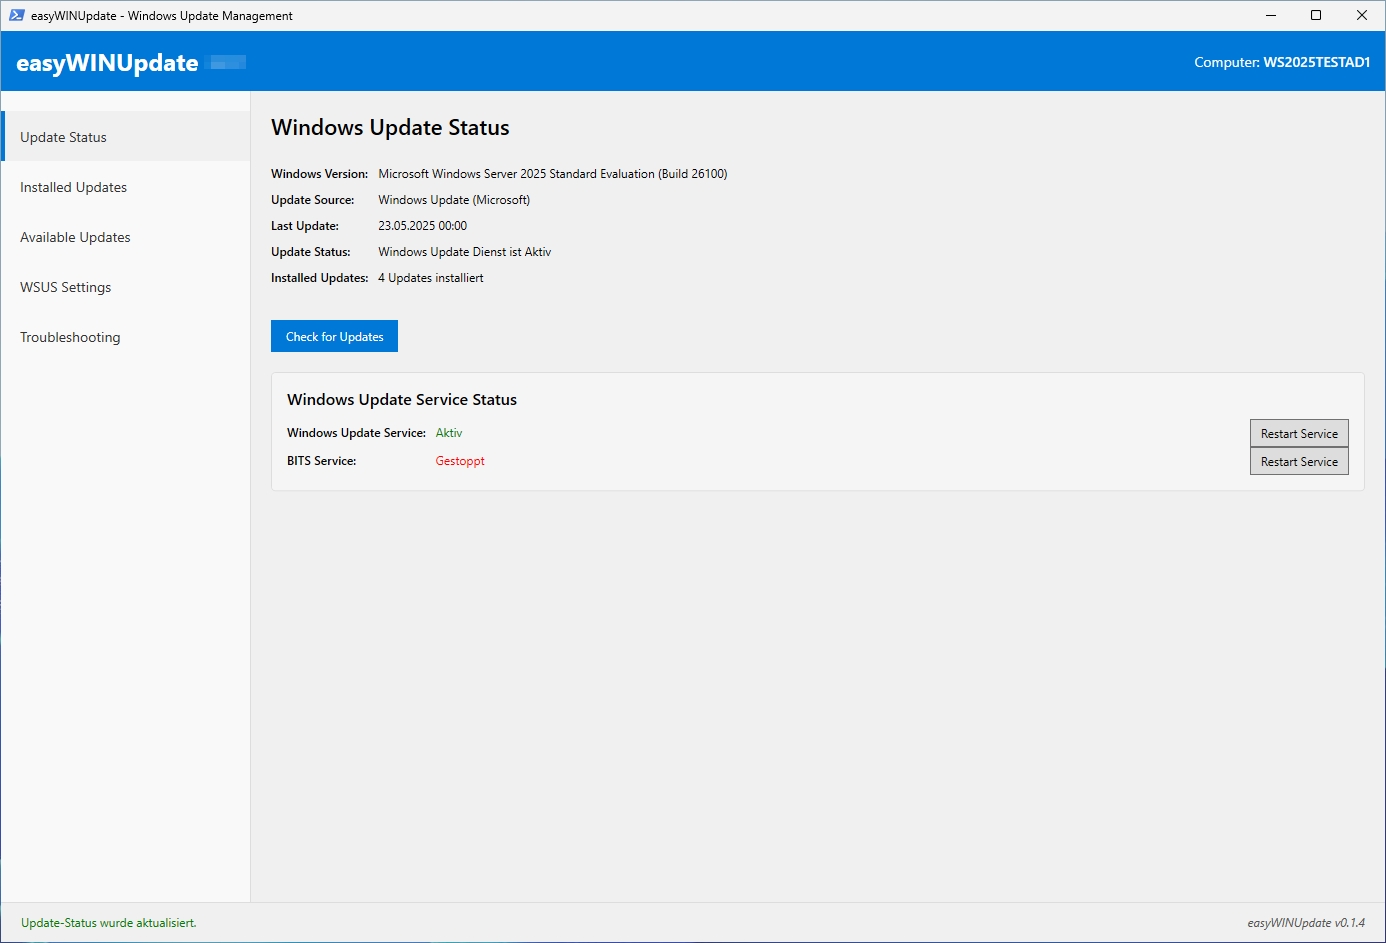 easyWINUpdate - Windows Update Management
easyWINUpdate
Computer: WS2025TESTAD1
Update Status
Installed Updates
Available Updates
WSUS Settings
Troubleshooting
Windows Update Status
Windows Version: Microsoft Windows Server 2025 Standard Evaluation (Build 26100)
Update Source: Windows Update (Microsoft)
Last Update: 23.05.2025 00:00
Update Status: Windows Update Dienst ist Aktiv
Installed Updates: 4 Updates installiert
Check for Updates
Windows Update Service Status
Windows Update Service: Aktiv
Restart Service
BITS Service: Gestoppt
Restart Service
Update-Status wurde aktualisiert.
easyWINUpdate v0.1.4